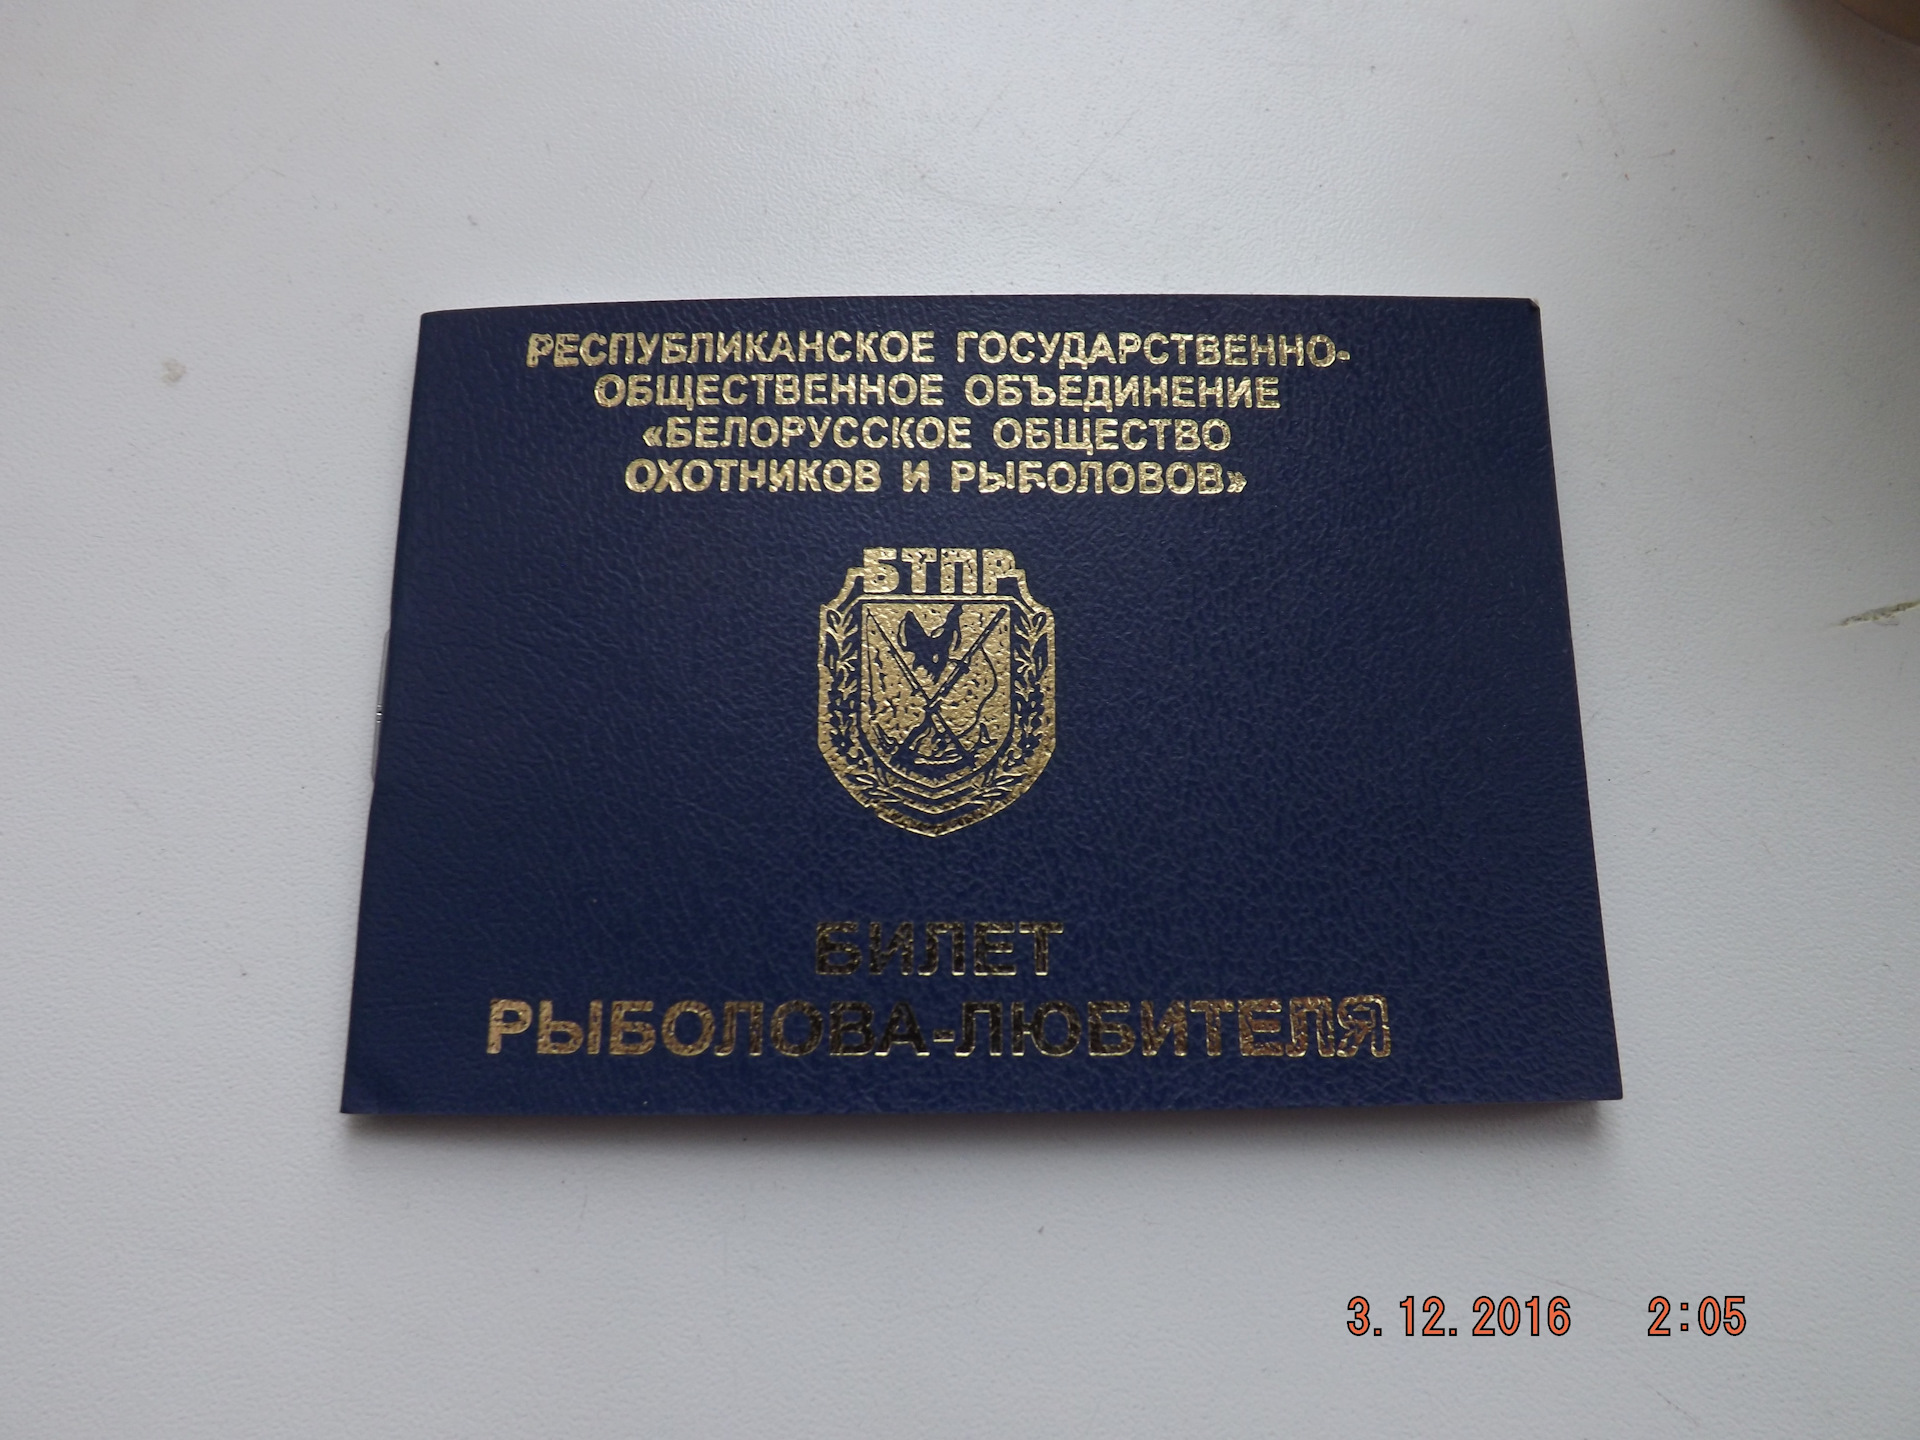 РЕСПУБЛИКАНСКОЕ ГОСУДАРСТВЕННО-
ОБЩЕСТВЕННОЕ ОБЪЕДИНЕНИЕ
«БЕЛОРУССКОЕ ОБЩЕСТВО
ОХОТНИКОВ И РЫБОЛОВОВ»
БТПР
БИЛЕТ
РЫБОЛОВА-ЛЮБИТЕЛЯ
3.12.2016 2:05